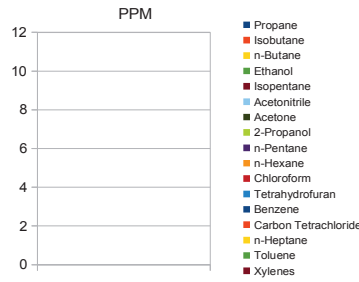 PPM
12
10
8
6
4
2
0
Propane
Isobutane
n-Butane
Ethanol
Isopentane
Acetonitrile
Acetone
2-Propanol
n-Pentane
n-Hexane
Chloroform
Tetrahydrofuran
Benzene
Carbon Tetrachloride
n-Heptane
Toluene
Xylenes